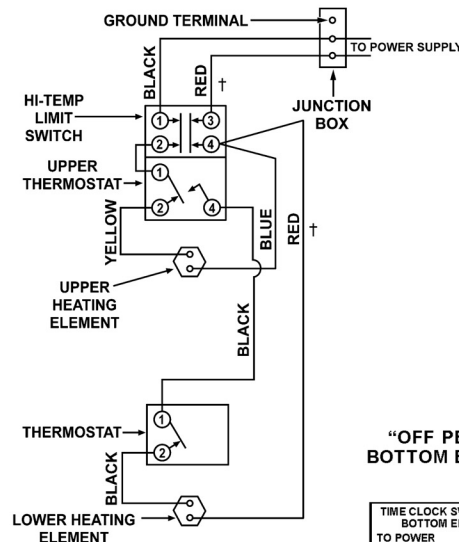 GROUND TERMINAL
TO POWER SUPPLY
BLACK
RED
†
HI-TEMP
LIMIT
SWITCH
JUNCTION
BOX
1
3
2
4
UPPER
THERMOSTAT
1
2
4
YELLOW
BLUE
RED
†
UPPER
HEATING
ELEMENT
BLACK
THERMOSTAT
1
2
BLACK
LOWER HEATING
ELEMENT
"OFF PE
BOTTOM E
TIME CLOCK SW
BOTTOM EL
TO POWER